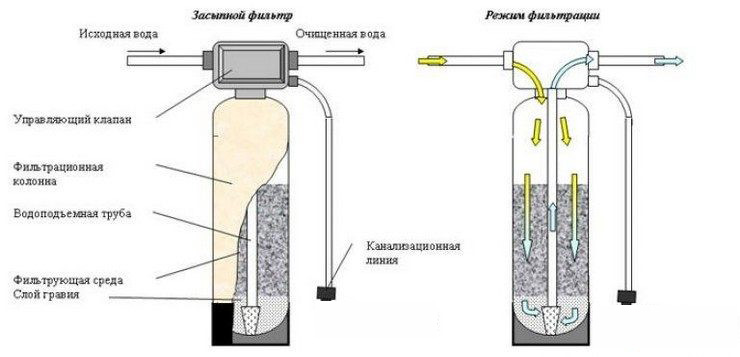 Засыпной фильтр
Режим фильтрации
Исходная вода
Очищенная вода
Управляющий клапан
Фильтрационная
колонна
Водоподъемная труба
Канализационная
линия
Фильтрующая среда
Слой гравия